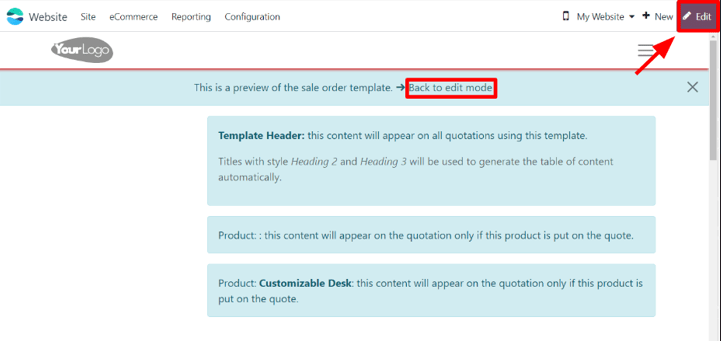 Website Site eCommerce Reporting Configuration My Website + New Edit
YourLogo
This is a preview of the sale order template. → Back to edit mode
Template Header: this content will appear on all quotations using this template.
Titles with style Heading 2 and Heading 3 will be used to generate the table of content
automatically.
Product: : this content will appear on the quotation only if this product is put on the quote.
Product: Customizable Desk: this content will appear on the quotation only if this product is
put on the quote.